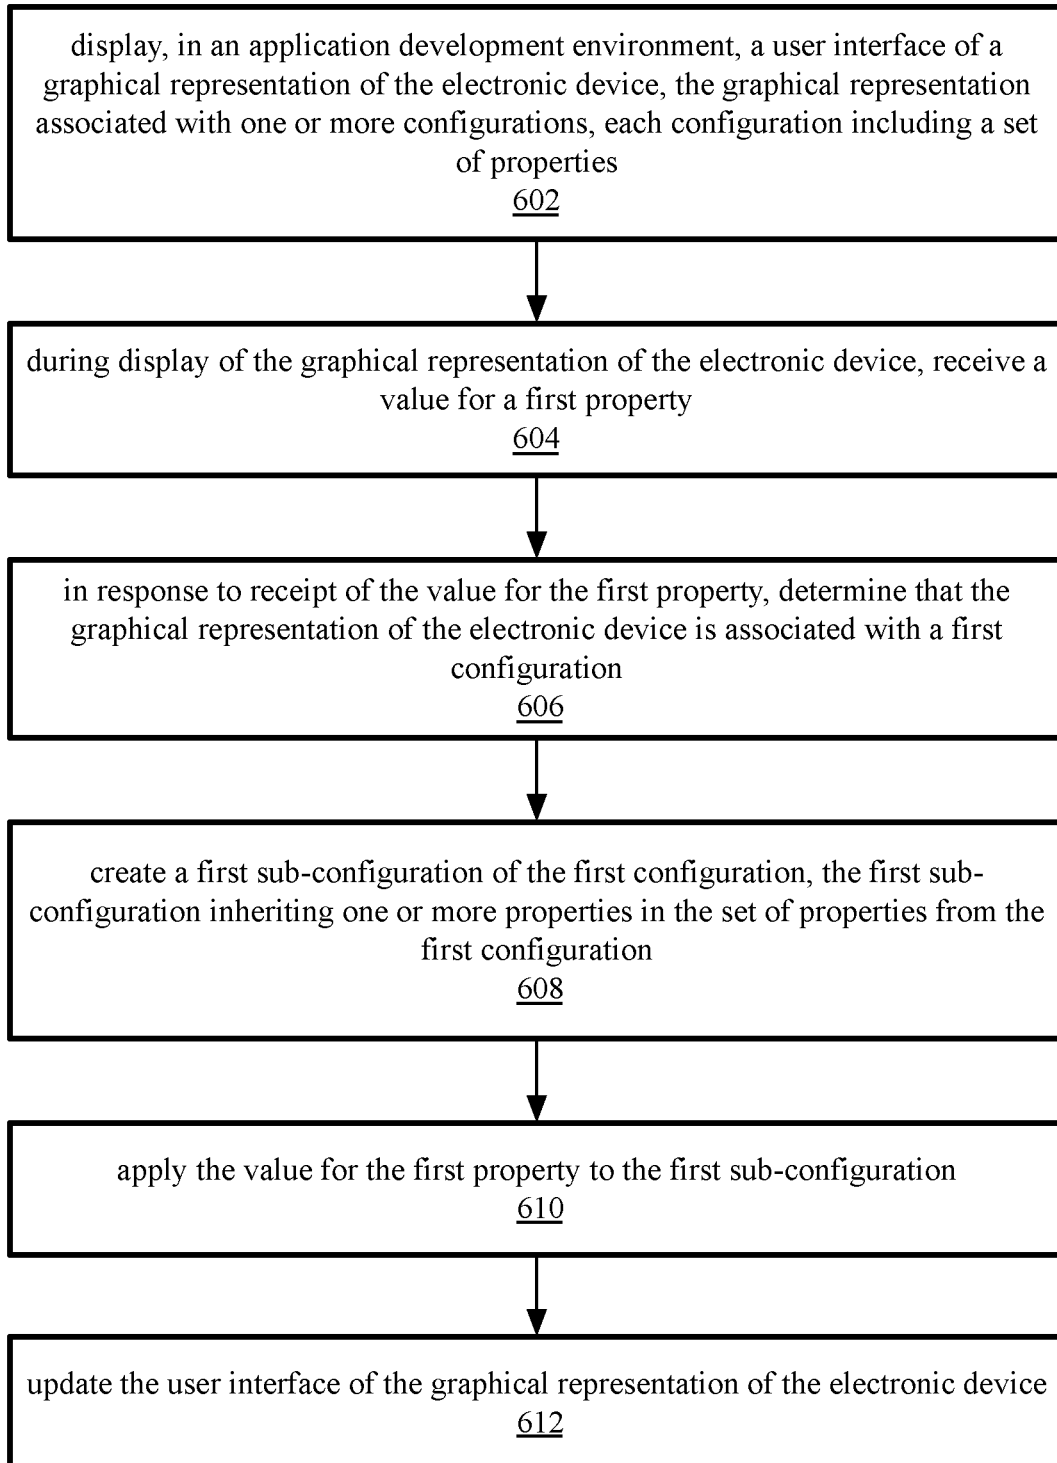 display, in an application development environment, a user interface of a
graphical representation of the electronic device, the graphical representation
associated with one or more configurations, each configuration including a set
of properties
602
during display of the graphical representation of the electronic device, receive a
value for a first property
604
in response to receipt of the value for the first property, determine that the
graphical representation of the electronic device is associated with a first
configuration
606
create a first sub-configuration of the first configuration, the first sub-
configuration inheriting one or more properties in the set of properties from the
first configuration
608
apply the value for the first property to the first sub-configuration
610
update the user interface of the graphical representation of the electronic device
612